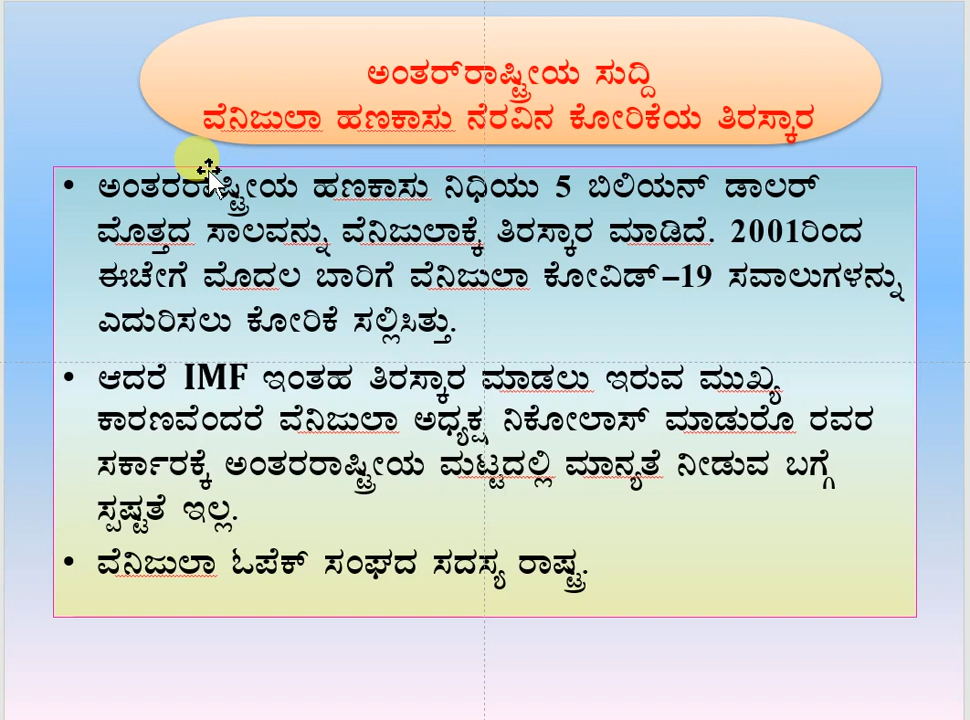 ಅಂತರ್‌ರಾಷ್ಟ್ರೀಯ ಸುದ್ದಿ
ವೆನಿಜುಲಾ ಹಣಕಾಸು ನೆರವಿನ ಕೋರಿಕೆಯ ತಿರಸ್ಕಾರ
• ಅಂತರರಾಷ್ಟ್ರೀಯ ಹಣಕಾಸು ನಿಧಿಯು 5 ಬಿಲಿಯನ್ ಡಾಲರ್
ಮೊತ್ತದ ಸಾಲವನ್ನು ವೆನಿಜುಲಾಕ್ಕೆ ತಿರಸ್ಕಾರ ಮಾಡಿದೆ. 2001ರಿಂದ
ಈಚೇಗೆ ಮೊದಲ ಬಾರಿಗೆ ವೆನಿಜುಲಾ ಕೋವಿಡ್-19 ಸವಾಲುಗಳನ್ನು
ಎದುರಿಸಲು ಕೋರಿಕೆ ಸಲ್ಲಿಸಿತ್ತು.
• ಆದರೆ IMF ಇಂತಹ ತಿರಸ್ಕಾರ ಮಾಡಲು ಇರುವ ಮುಖ್ಯ
ಕಾರಣವೆಂದರೆ ವೆನಿಜುಲಾ ಅಧ್ಯಕ್ಷ ನಿಕೋಲಾಸ್ ಮಾಡುರೊ ರವರ
ಸರ್ಕಾರಕ್ಕೆ ಅಂತರರಾಷ್ಟ್ರೀಯ ಮಟ್ಟದಲ್ಲಿ ಮಾನ್ಯತೆ ನೀಡುವ ಬಗ್ಗೆ
ಸ್ಪಷ್ಟತೆ ಇಲ್ಲ.
• ವೆನಿಜುಲಾ ಓಪೆಕ್ ಸಂಘದ ಸದಸ್ಯ ರಾಷ್ಟ್ರ.